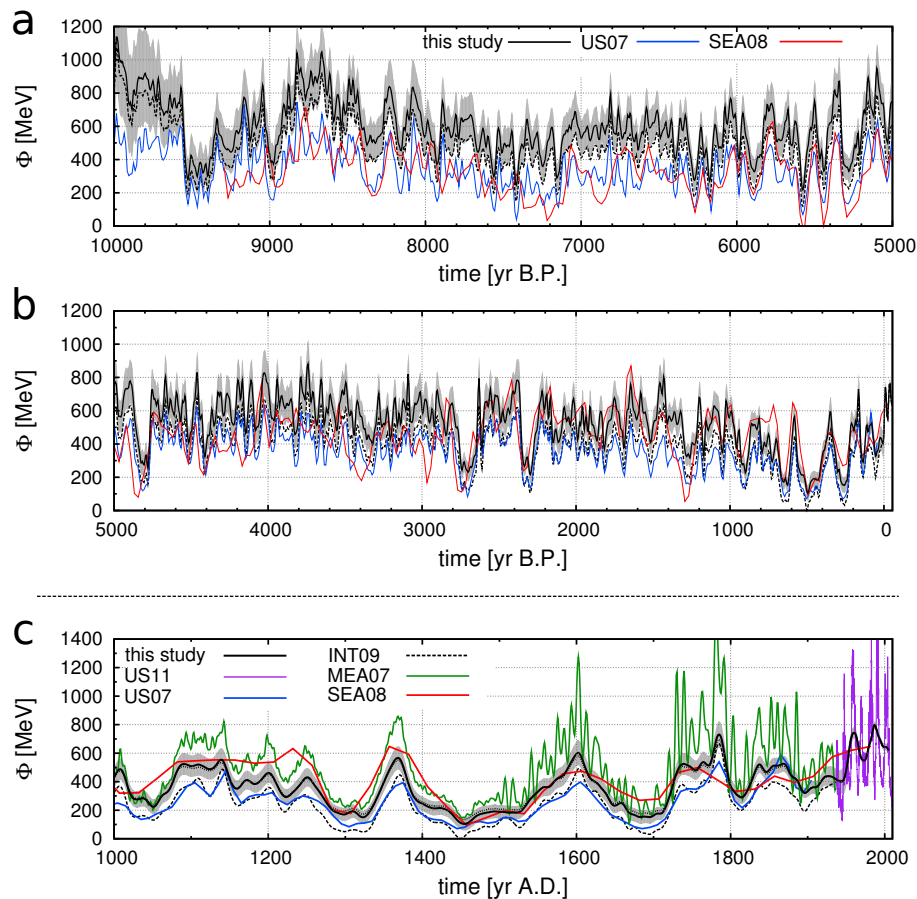 a
this study US07 SEA08
Φ [MeV]
1200
1000
800
600
400
200
0
10000 9000 8000 7000 6000 5000
time [yr B.P.]
b
Φ [MeV]
1200
1000
800
600
400
200
0
5000 4000 3000 2000 1000 0
time [yr B.P.]
c
this study INT09
US11 MEA07
US07 SEA08
Φ [MeV]
1400
1200
1000
800
600
400
200
0
1000 1200 1400 1600 1800 2000
time [yr A.D.]